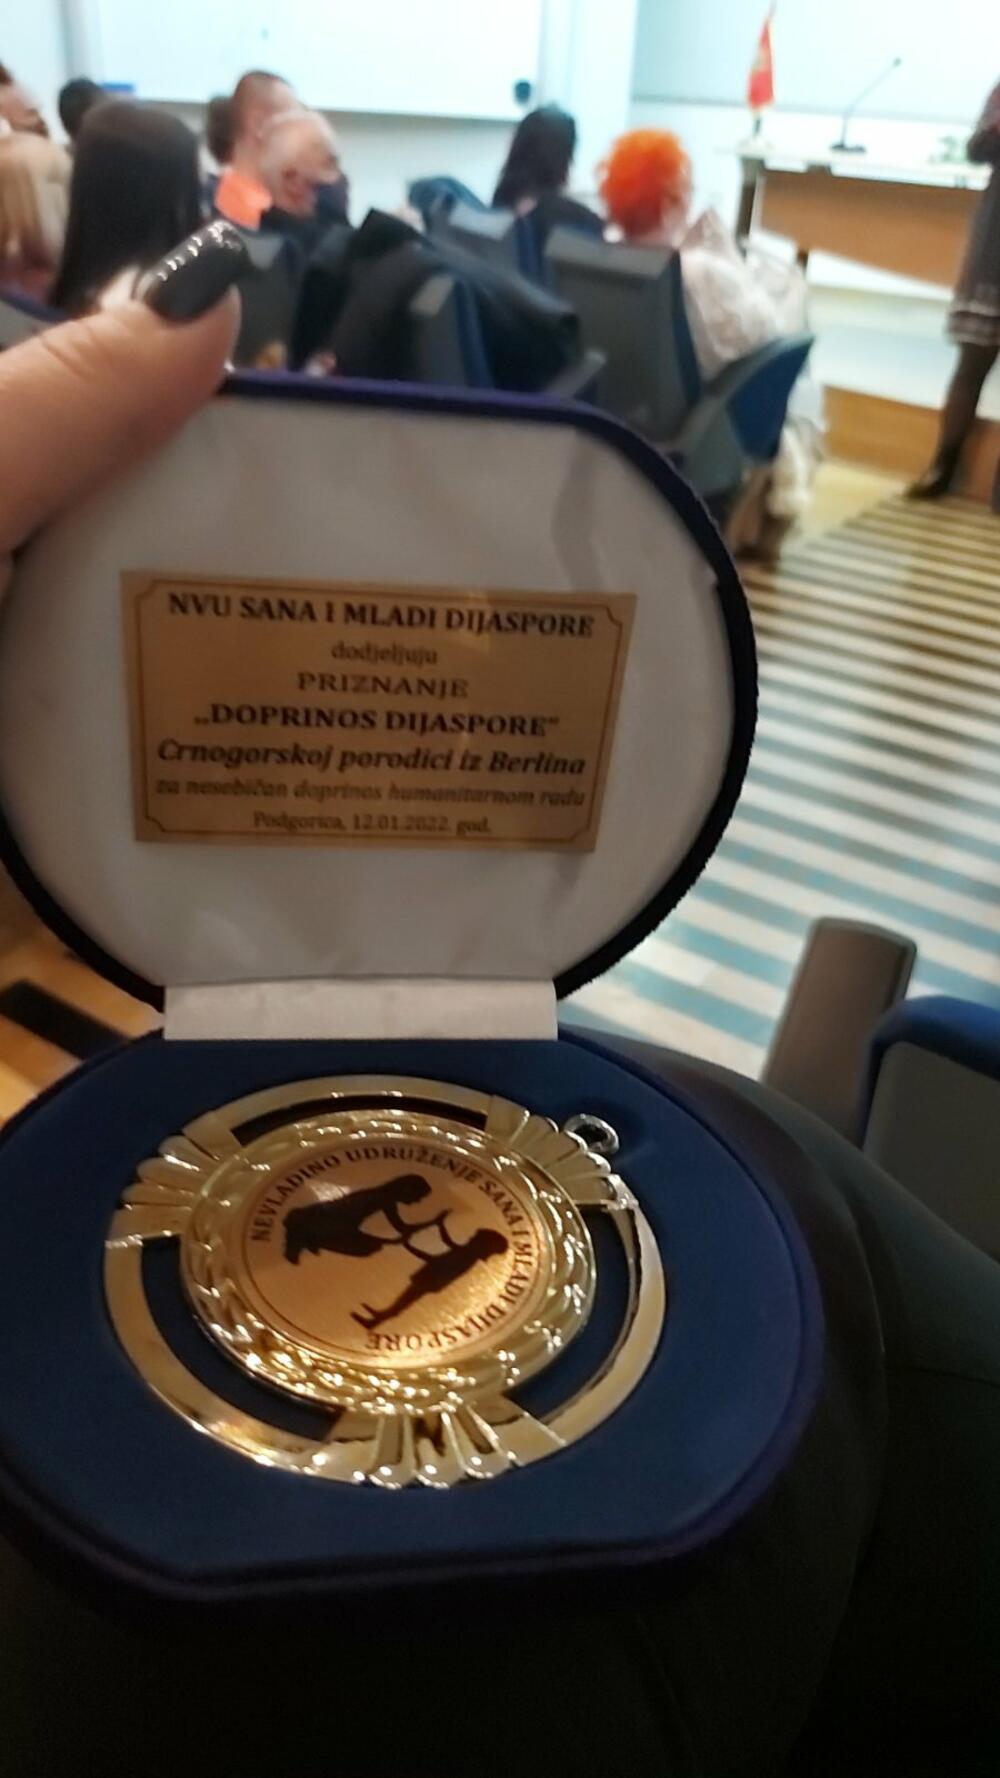 NVU SANA I MLADI DIJASPORE
dodjeljuju
PRIZNANJE
„DOPRINOS DIJASPORE“
Crnogorskoj porodici iz Berlina
za nesebičan doprinos humanitarnom radu
Podgorica, 12.01.2022. god.
NEVLADINO UDRUŽENJE SANA I MLADI DIJASPORE